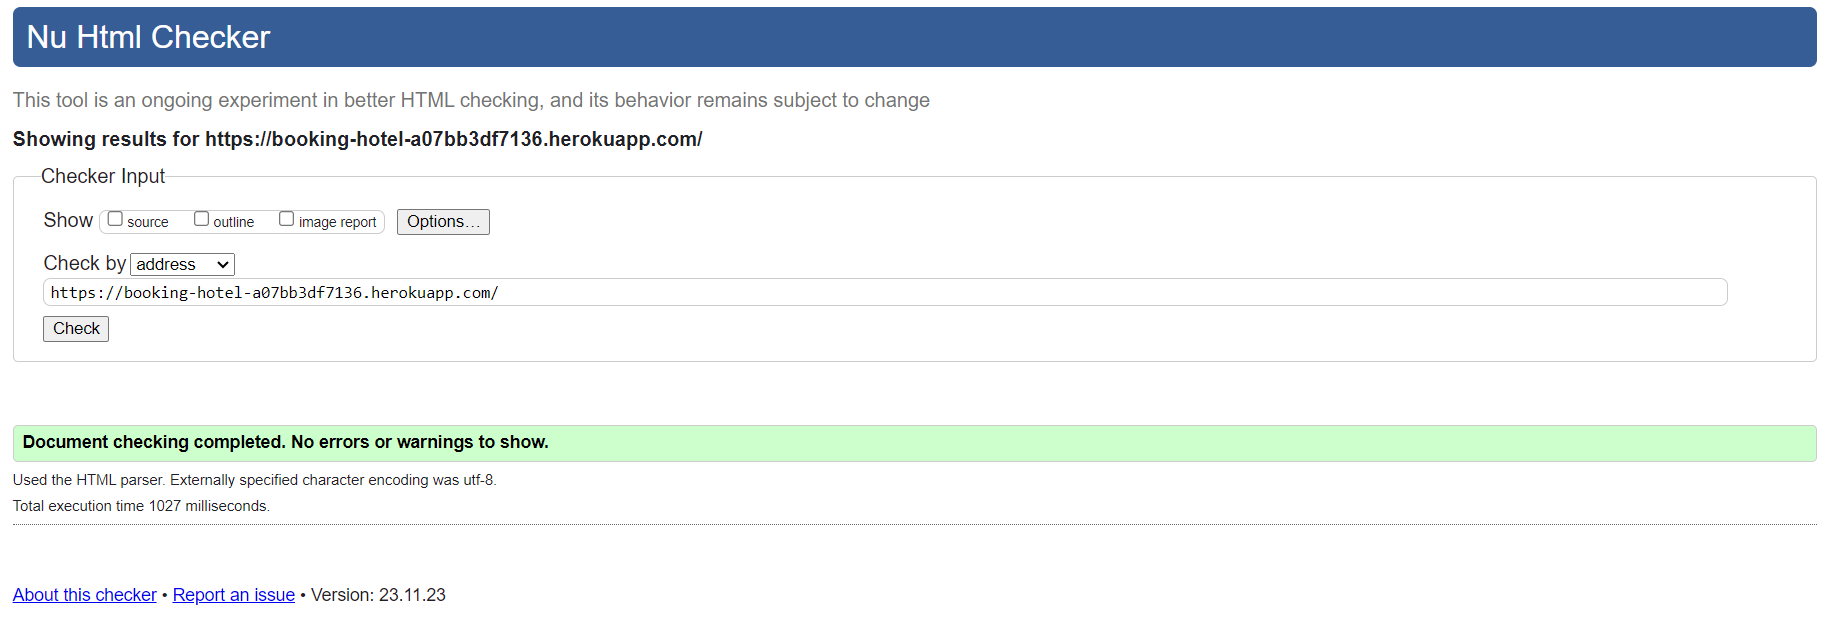 Nu Html Checker
This tool is an ongoing experiment in better HTML checking, and its behavior remains subject to change
Showing results for https://booking-hotel-a07bb3df7136.herokuapp.com/
Checker Input
Show source outline image report Options...
Check by address
https://booking-hotel-a07bb3df7136.herokuapp.com/
Check
Document checking completed. No errors or warnings to show.
Used the HTML parser. Externally specified character encoding was utf-8.
Total execution time 1027 milliseconds.
About this checker • Report an issue • Version: 23.11.23